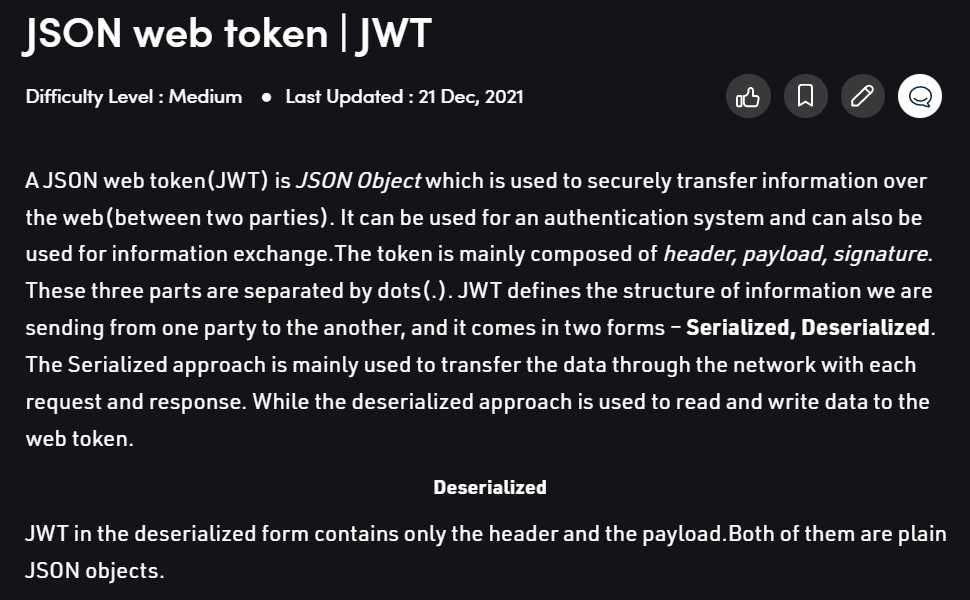 JSON web token | JWT
Difficulty Level : Medium ● Last Updated : 21 Dec, 2021
A JSON web token(JWT) is JSON Object which is used to securely transfer information over
the web(between two parties). It can be used for an authentication system and can also be
used for information exchange.The token is mainly composed of header, payload, signature.
These three parts are separated by dots(.). JWT defines the structure of information we are
sending from one party to the another, and it comes in two forms – Serialized, Deserialized.
The Serialized approach is mainly used to transfer the data through the network with each
request and response. While the deserialized approach is used to read and write data to the
web token.
Deserialized
JWT in the deserialized form contains only the header and the payload.Both of them are plain
JSON objects.